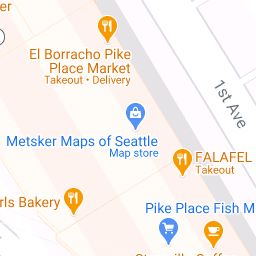 er
El Borracho Pike
Place Market
Takeout • Delivery
1st Ave
Metsker Maps of Seattle
Map store
FALAFEL
Takeout
rls Bakery
Pike Place Fish M